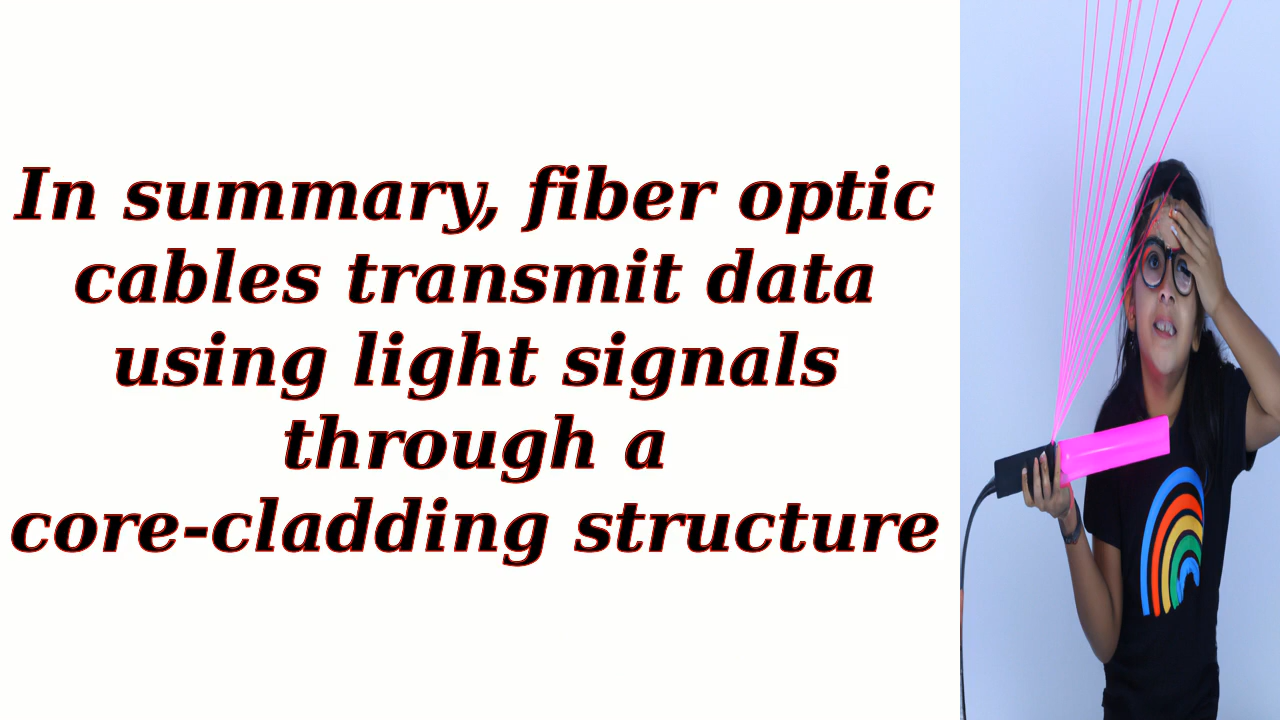 In summary, fiber optic
cables transmit data
using light signals
through a
core-cladding structure